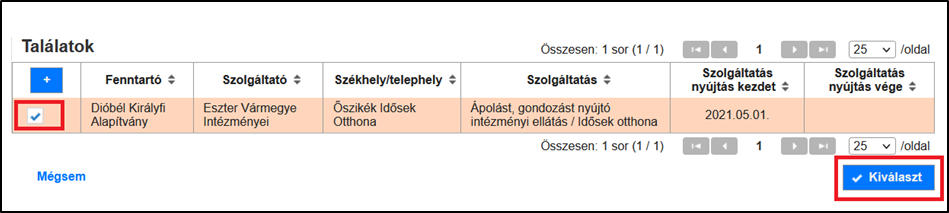 Találatok
Összesen: 1 sor (1 / 1) 1 25 /oldal
+ Fenntartó Szolgáltató Székhely/telephely Szolgáltatás Szolgáltatás nyújtás kezdet Szolgáltatás nyújtás vége
Dióbél Királyfi Alapítvány Eszter Vármegye Intézményei Őszikék Idősek Otthona Ápolást, gondozást nyújtó intézményi ellátás / Idősek otthona 2021.05.01.
Összesen: 1 sor (1 / 1) 1 25 /oldal
Mégsem Kiválaszt